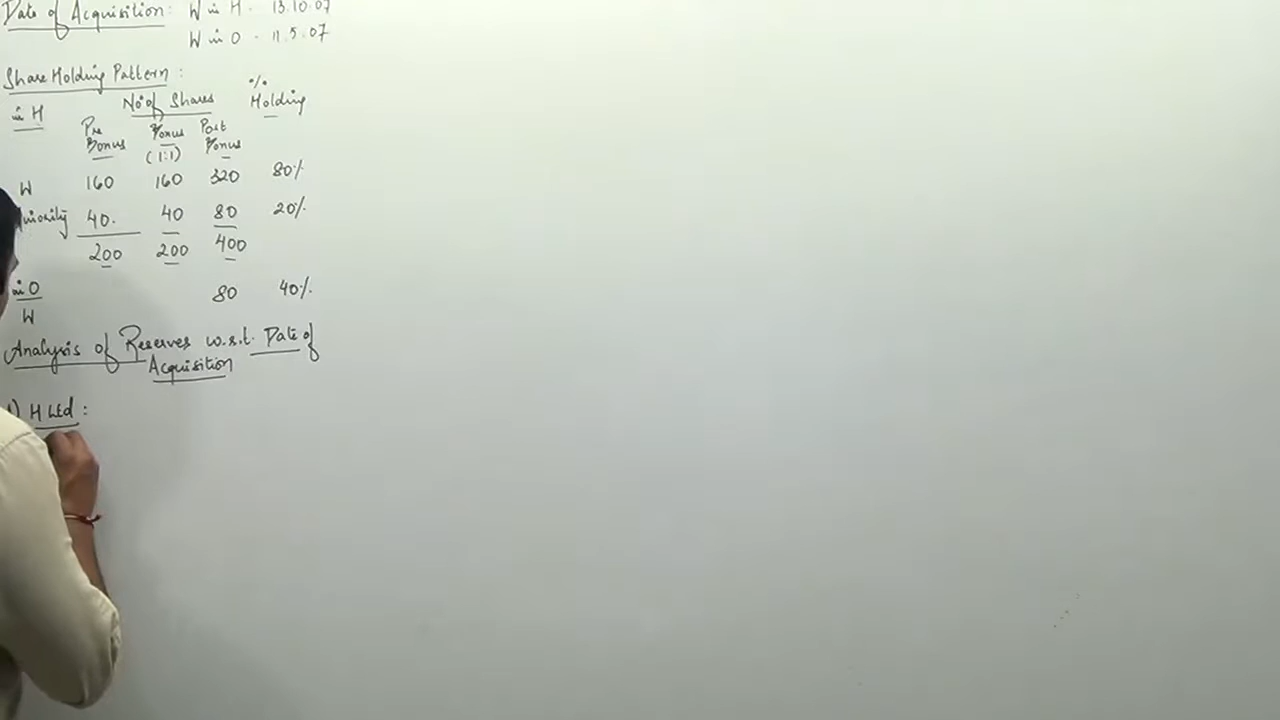 Date of Acquisition: W in H - 13.10.07
W in O - 11.5.07
Share Holding Pattern:
in H No of Shares % Holding
Pre Bonus Bonus (1:1) Post Bonus
W 160 160 320 80%
inority 40. 40 80 20%
200 200 400
in O 80 40%
W
Analysis of Reserves w.r.t. Date of
Acquisition
1) H Ltd: